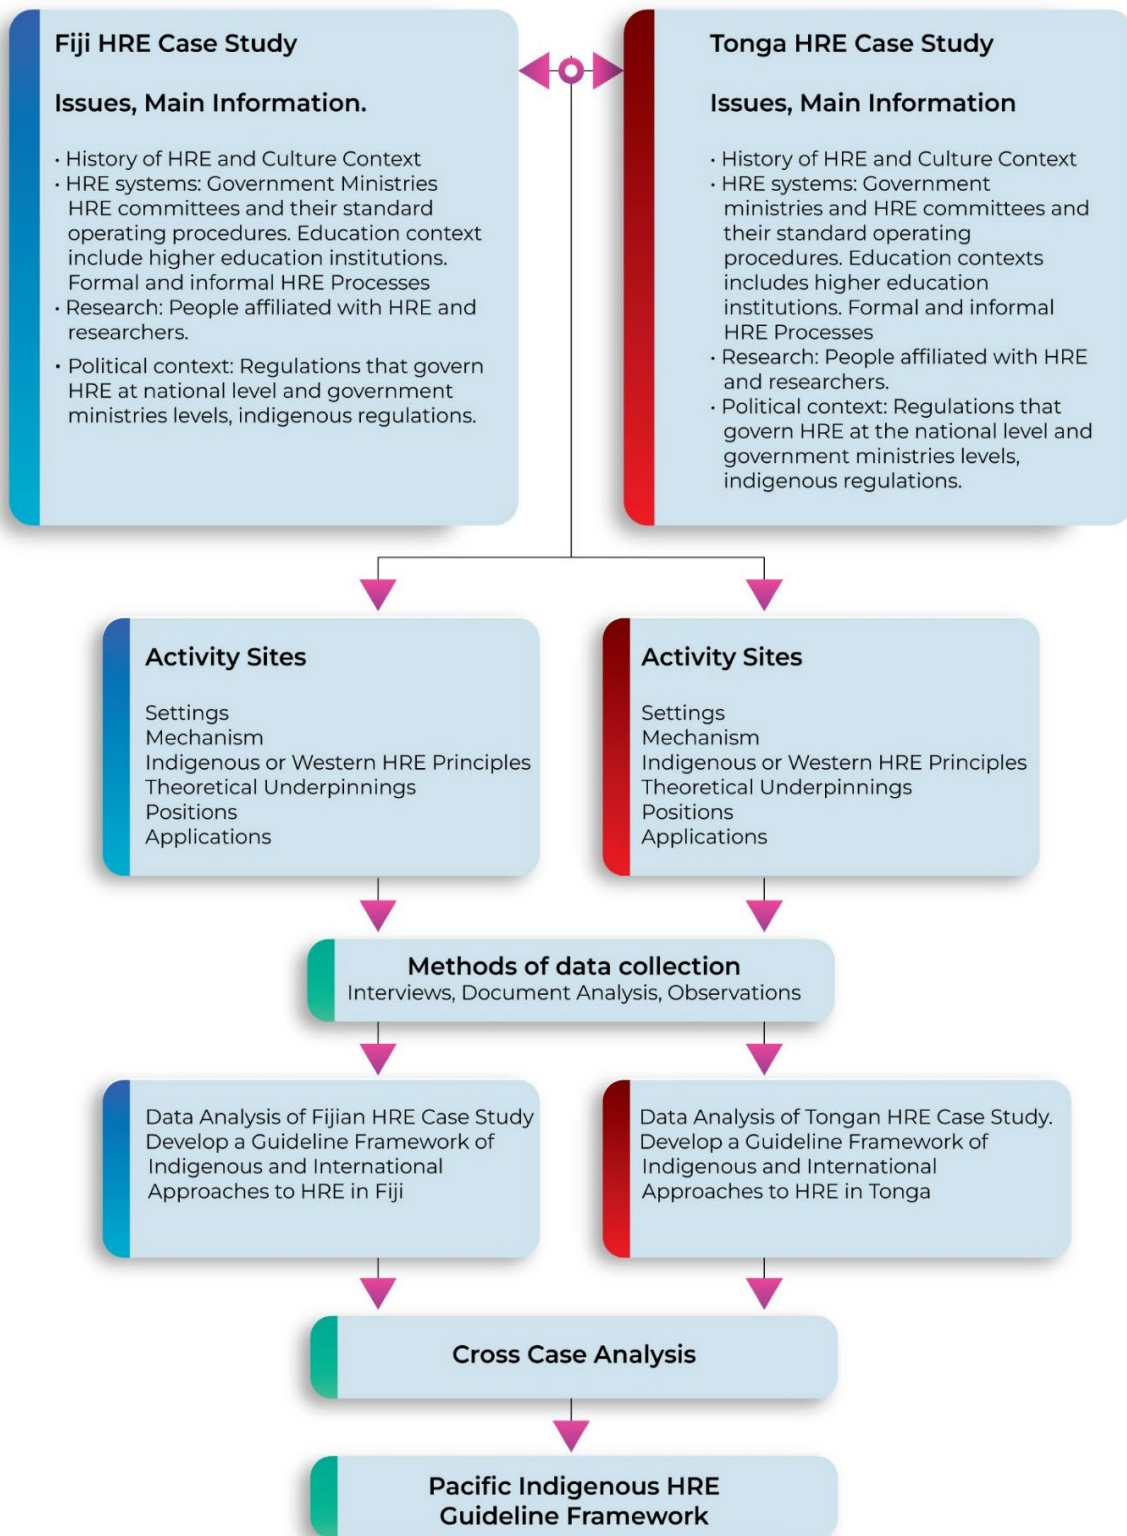 Fiji HRE Case Study
Issues, Main Information.
· History of HRE and Culture Context
· HRE systems: Government Ministries
HRE committees and their standard
operating procedures. Education context
include higher education institutions.
Formal and informal HRE Processes
· Research: People affiliated with HRE and
researchers.
· Political context: Regulations that govern
HRE at national level and government
ministries levels, indigenous regulations.
Tonga HRE Case Study
Issues, Main Information
· History of HRE and Culture Context
· HRE systems: Government
ministries and HRE committees and
their standard operating
procedures. Education contexts
includes higher education
institutions. Formal and informal
HRE Processes
· Research: People affiliated with HRE
and researchers.
· Political context: Regulations that
govern HRE at the national level and
government ministries levels,
indigenous regulations.
Activity Sites
Settings
Mechanism
Indigenous or Western HRE Principles
Theoretical Underpinnings
Positions
Applications
Activity Sites
Settings
Mechanism
Indigenous or Western HRE Principles
Theoretical Underpinnings
Positions
Applications
Methods of data collection
Interviews, Document Analysis, Observations
Data Analysis of Fijian HRE Case Study
Develop a Guideline Framework of
Indigenous and International
Approaches to HRE in Fiji
Data Analysis of Tongan HRE Case Study.
Develop a Guideline Framework of
Indigenous and International
Approaches to HRE in Tonga
Cross Case Analysis
Pacific Indigenous HRE
Guideline Framework